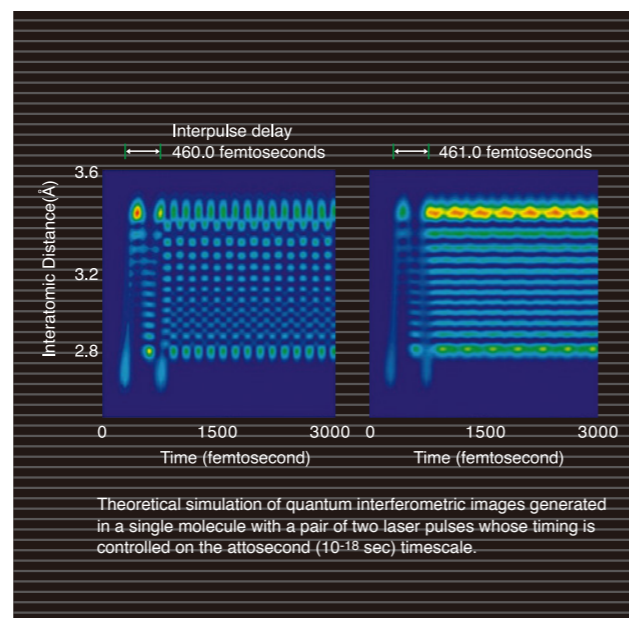 Interpulse delay
460.0 femtoseconds
461.0 femtoseconds
3.6
3.2
2.8
Interatomic Distance(Å)
0 1500 3000
0 1500 3000
Time (femtosecond)
Time (femtosecond)
Theoretical simulation of quantum interferometric images generated
in a single molecule with a pair of two laser pulses whose timing is
controlled on the attosecond (10-18 sec) timescale.